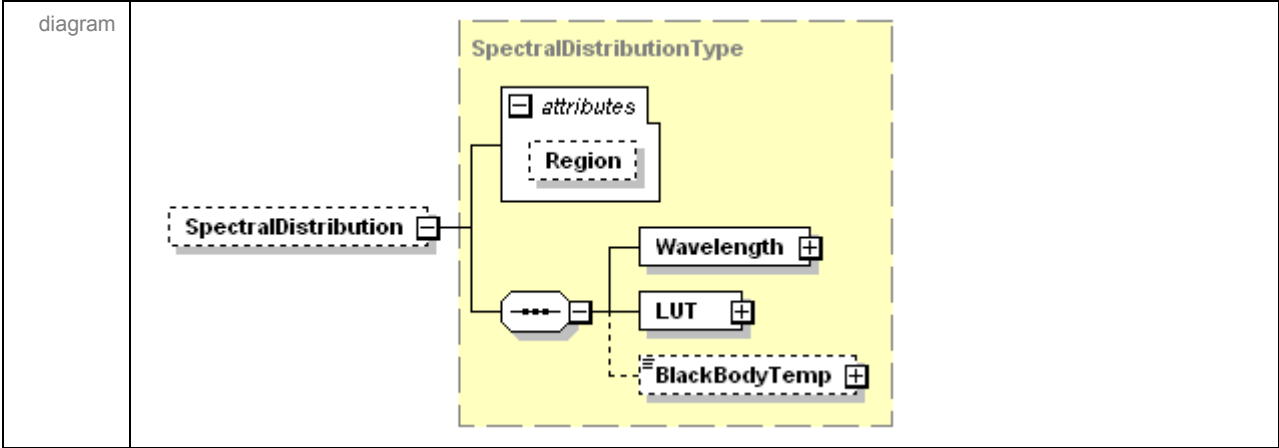 diagram
SpectralDistributionType
attributes
Region
SpectralDistribution
Wavelength
LUT
BlackBodyTemp